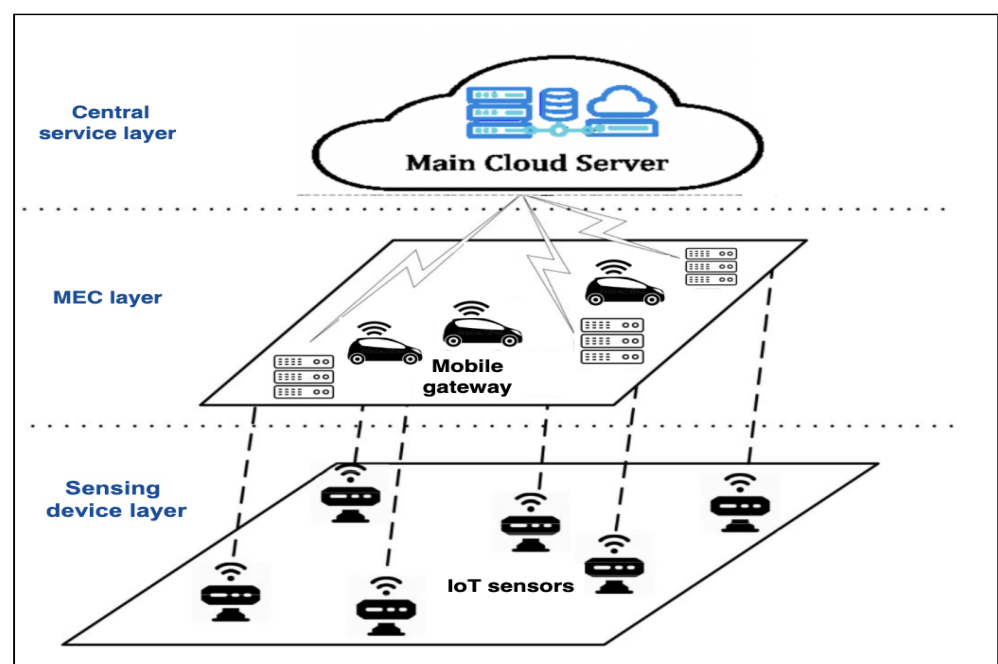 Central
service layer
Main Cloud Server
MEC layer
Mobile
gateway
Sensing
device layer
IoT sensors